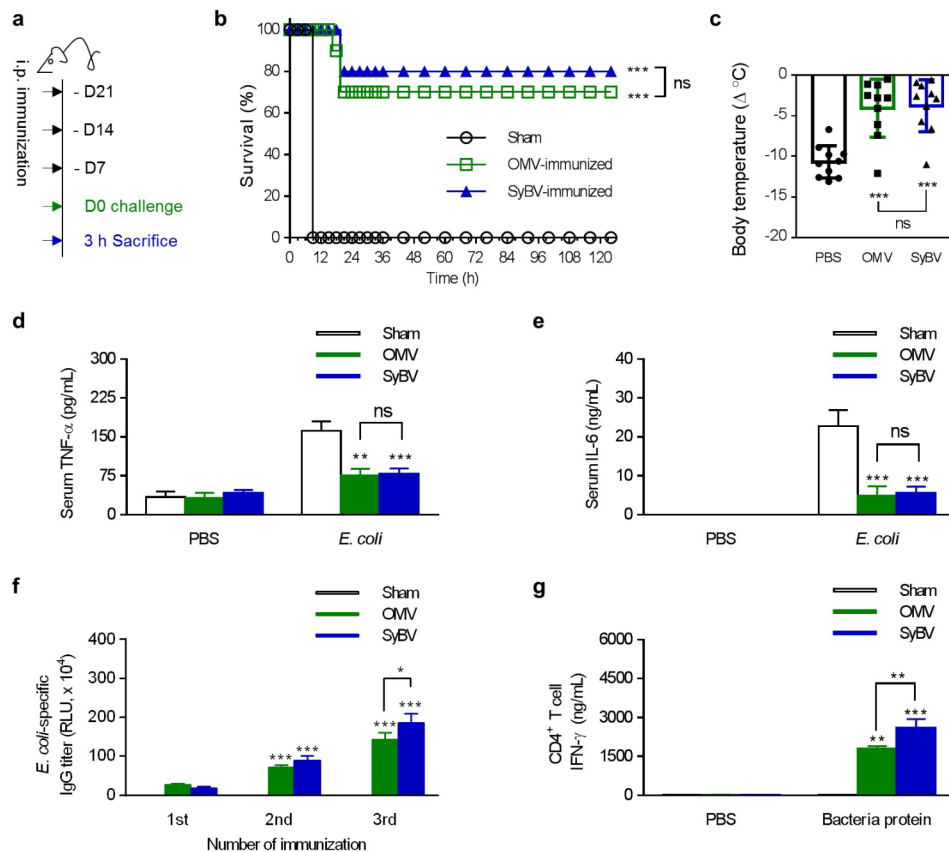 a
i.p. immunization
- D21
- D14
- D7
D0 challenge
3 h Sacrifice
b
Survival (%)
100
80
60
40
20
0
***
ns
***
Sham
OMV-immunized
SyBV-immunized
0 12 24 36 48 60 72 84 96 108 120
Time (h)
c
Body temperature (Δ °C)
0
-5
-10
-15
-20
***
***
ns
PBS OMV SyBV
d
Sham
OMV
SyBV
Serum TNF-α (pg/mL)
300
225
150
75
0
ns
** ***
PBS E. coli
e
Sham
OMV
SyBV
Serum IL-6 (ng/mL)
40
30
20
10
0
ns
*** ***
PBS E. coli
f
Sham
OMV
SyBV
E. coli-specific
IgG titer (RLU, x 10⁴)
400
300
200
100
0
*
*** ***
*** ***
1st 2nd 3rd
Number of immunization
g
Sham
OMV
SyBV
CD4⁺ T cell
IFN-γ (ng/mL)
6000
4500
3000
1500
0
**
** ***
PBS Bacteria protein